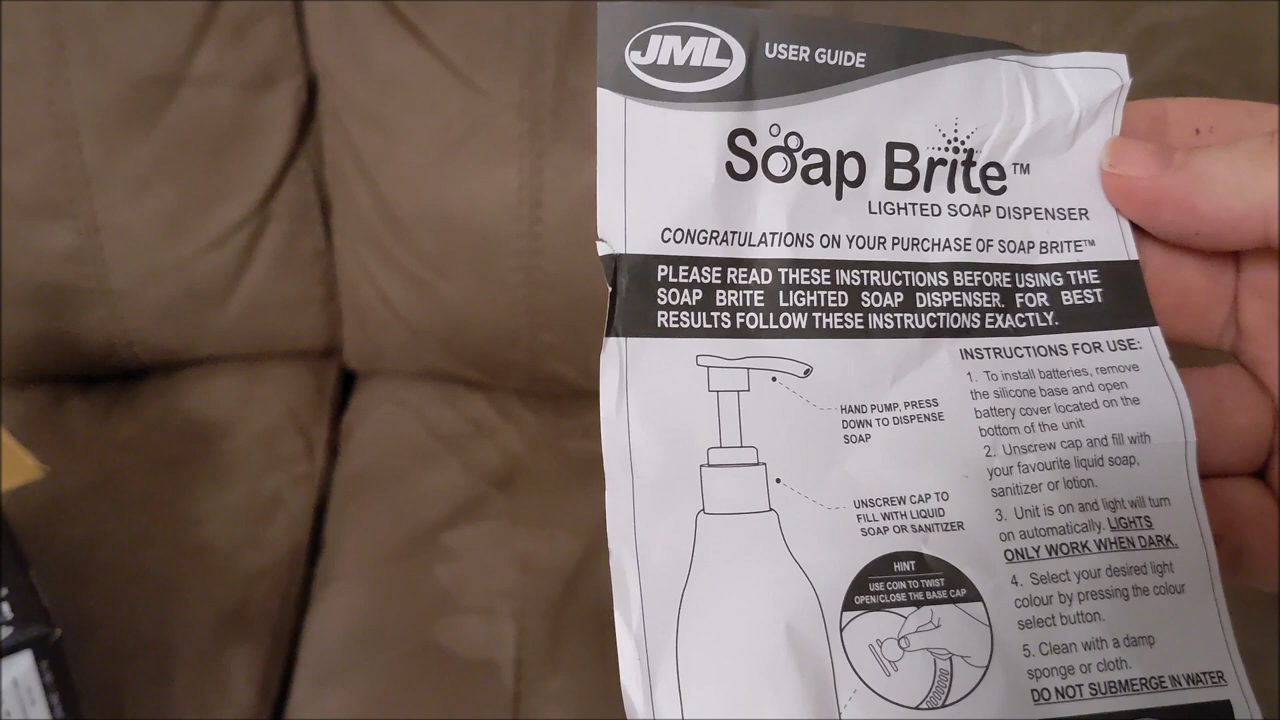 JML
USER GUIDE
Soap Brite™
LIGHTED SOAP DISPENSER
CONGRATULATIONS ON YOUR PURCHASE OF SOAP BRITE™
PLEASE READ THESE INSTRUCTIONS BEFORE USING THE
SOAP BRITE LIGHTED SOAP DISPENSER. FOR BEST
RESULTS FOLLOW THESE INSTRUCTIONS EXACTLY.
HAND PUMP, PRESS
DOWN TO DISPENSE
SOAP
UNSCREW CAP TO
FILL WITH LIQUID
SOAP OR SANITIZER
HINT
USE COIN TO TWIST
OPEN/CLOSE THE BASE CAP
INSTRUCTIONS FOR USE:
1. To install batteries, remove
the silicone base and open
battery cover located on the
bottom of the unit
2. Unscrew cap and fill with
your favourite liquid soap,
sanitizer or lotion.
3. Unit is on and light will turn
on automatically. LIGHTS
ONLY WORK WHEN DARK.
4. Select your desired light
colour by pressing the colour
select button.
5. Clean with a damp
sponge or cloth.
DO NOT SUBMERGE IN WATER